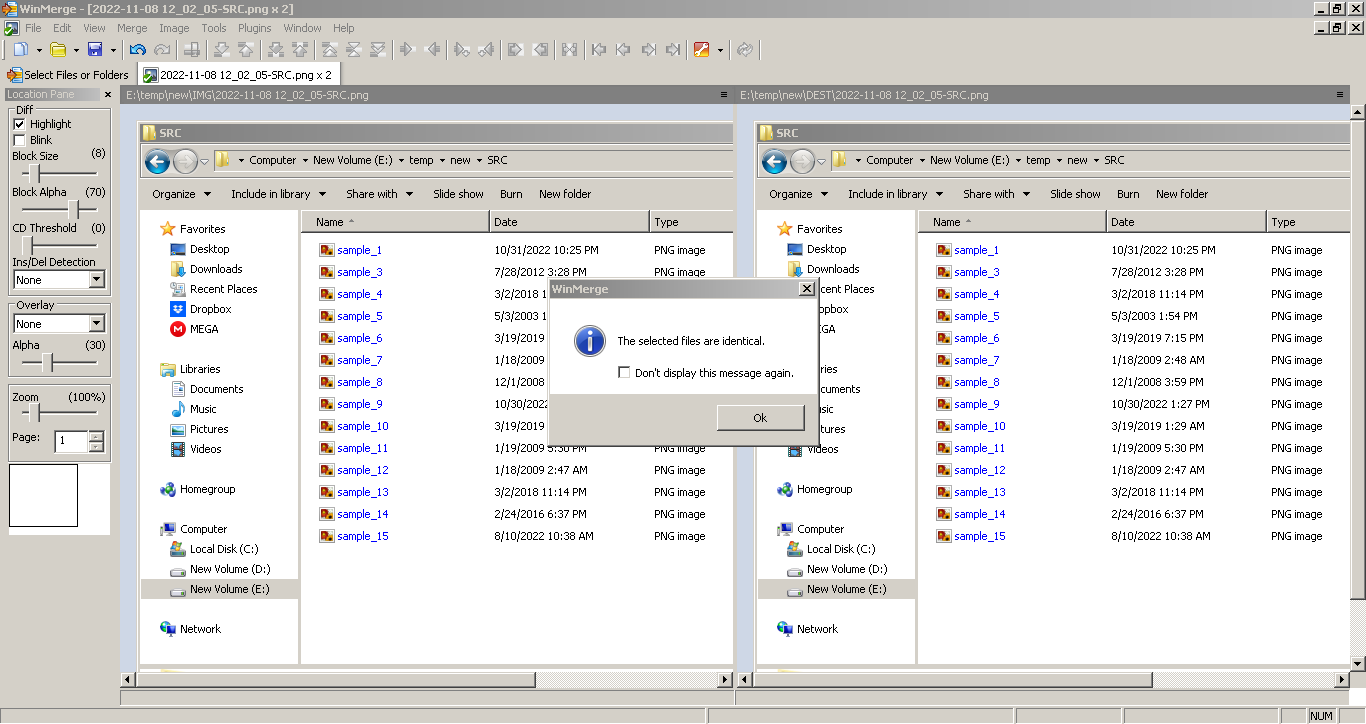 WinMerge - [2022-11-08 12_02_05-SRC.png x 2]
File Edit View Merge Image Tools Plugins Window Help
Select Files or Folders
2022-11-08 12_02_05-SRC.png x 2
Location Pane
Diff
Highlight
Blink
Block Size (8)
Block Alpha (70)
CD Threshold (0)
Ins/Del Detection
None
Overlay
None
Alpha (30)
Zoom (100%)
Page: 1
E:\temp\new\IMG\2022-11-08 12_02_05-SRC.png
SRC
Computer New Volume (E:) temp new SRC
Organize Include in library Share with Slide show Burn New folder
Favorites
Desktop
Downloads
Recent Places
Dropbox
MEGA
Libraries
Documents
Music
Pictures
Videos
Homegroup
Computer
Local Disk (C:)
New Volume (D:)
New Volume (E:)
Network
Name Date Type
sample_1 10/31/2022 10:25 PM PNG image
sample_3 7/28/2012 3:28 PM PNG image
sample_4 3/2/2018 1
sample_5 5/3/2003 1
sample_6 3/19/2019
sample_7 1/18/2009
sample_8 12/1/2008
sample_9 10/30/2022
sample_10 3/19/2019
sample_11 1/19/2009 5:30 PM PNG image
sample_12 1/18/2009 2:47 AM PNG image
sample_13 3/2/2018 11:14 PM PNG image
sample_14 2/24/2016 6:37 PM PNG image
sample_15 8/10/2022 10:38 AM PNG image
WinMerge
The selected files are identical.
Don't display this message again.
Ok
E:\temp\new\DEST\2022-11-08 12_02_05-SRC.png
SRC
Computer New Volume (E:) temp new SRC
Organize Include in library Share with Slide show Burn New folder
Favorites
Desktop
Downloads
cent Places
pbox
GA
raries
cuments
sic
tures
Videos
Homegroup
Computer
Local Disk (C:)
New Volume (D:)
New Volume (E:)
Network
Name Date Type
sample_1 10/31/2022 10:25 PM PNG image
sample_3 7/28/2012 3:28 PM PNG image
sample_4 3/2/2018 11:14 PM PNG image
sample_5 5/3/2003 1:54 PM PNG image
sample_6 3/19/2019 7:15 PM PNG image
sample_7 1/18/2009 2:48 AM PNG image
sample_8 12/1/2008 3:59 PM PNG image
sample_9 10/30/2022 1:27 PM PNG image
sample_10 3/19/2019 1:29 AM PNG image
sample_11 1/19/2009 5:30 PM PNG image
sample_12 1/18/2009 2:47 AM PNG image
sample_13 3/2/2018 11:14 PM PNG image
sample_14 2/24/2016 6:37 PM PNG image
sample_15 8/10/2022 10:38 AM PNG image
NUM